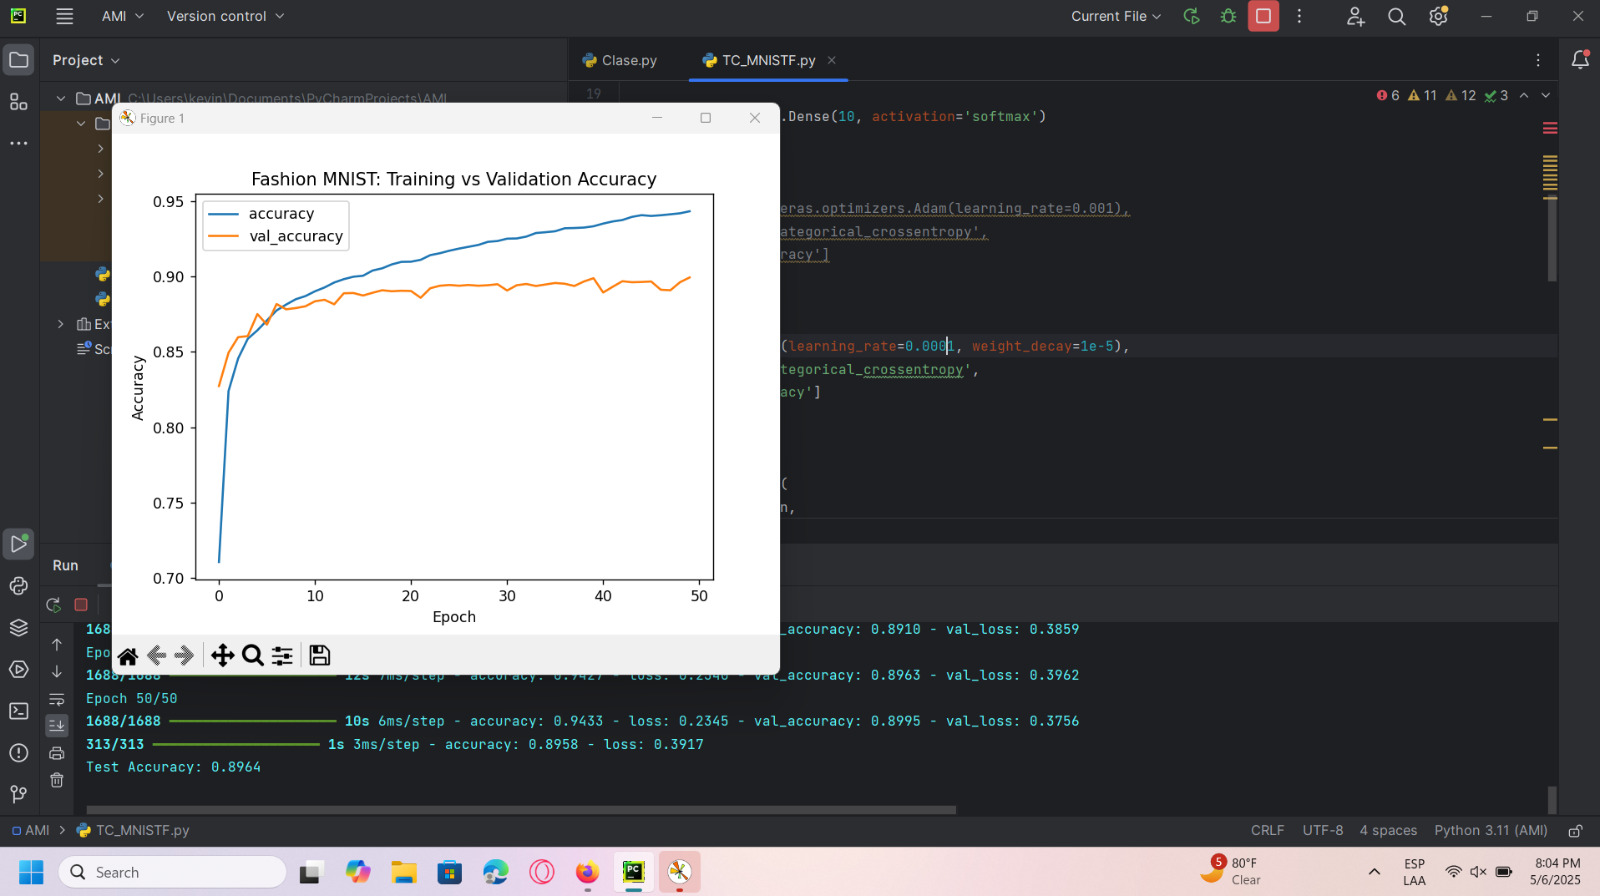 AMI
Version control
Current File
Project
Clase.py
TC_MNISTF.py
AMI C:\Users\kevin\Documents\PyCharmProjects\AMI
19
6 11 12 3
.Dense(10, activation='softmax')
eras.optimizers.Adam(learning_rate=0.001),
ategorical_crossentropy',
racy']
(learning_rate=0.0001, weight_decay=1e-5),
tegorical_crossentropy',
acy']
(
n,
Ex
Sc
Figure 1
Fashion MNIST: Training vs Validation Accuracy
accuracy
val_accuracy
0.95
0.90
0.85
0.80
0.75
0.70
Accuracy
0 10 20 30 40 50
Epoch
Run
168 _accuracy: 0.8910 - val_loss: 0.3859
Epo
1688/1688 12s 7ms/step - accuracy: 0.9427 - loss: 0.2340 - val_accuracy: 0.8963 - val_loss: 0.3962
Epoch 50/50
1688/1688 10s 6ms/step - accuracy: 0.9433 - loss: 0.2345 - val_accuracy: 0.8995 - val_loss: 0.3756
313/313 1s 3ms/step - accuracy: 0.8958 - loss: 0.3917
Test Accuracy: 0.8964
AMI > TC_MNISTF.py
CRLF UTF-8 4 spaces Python 3.11 (AMI)
Search
5
80°F
Clear
ESP
LAA
8:04 PM
5/6/2025